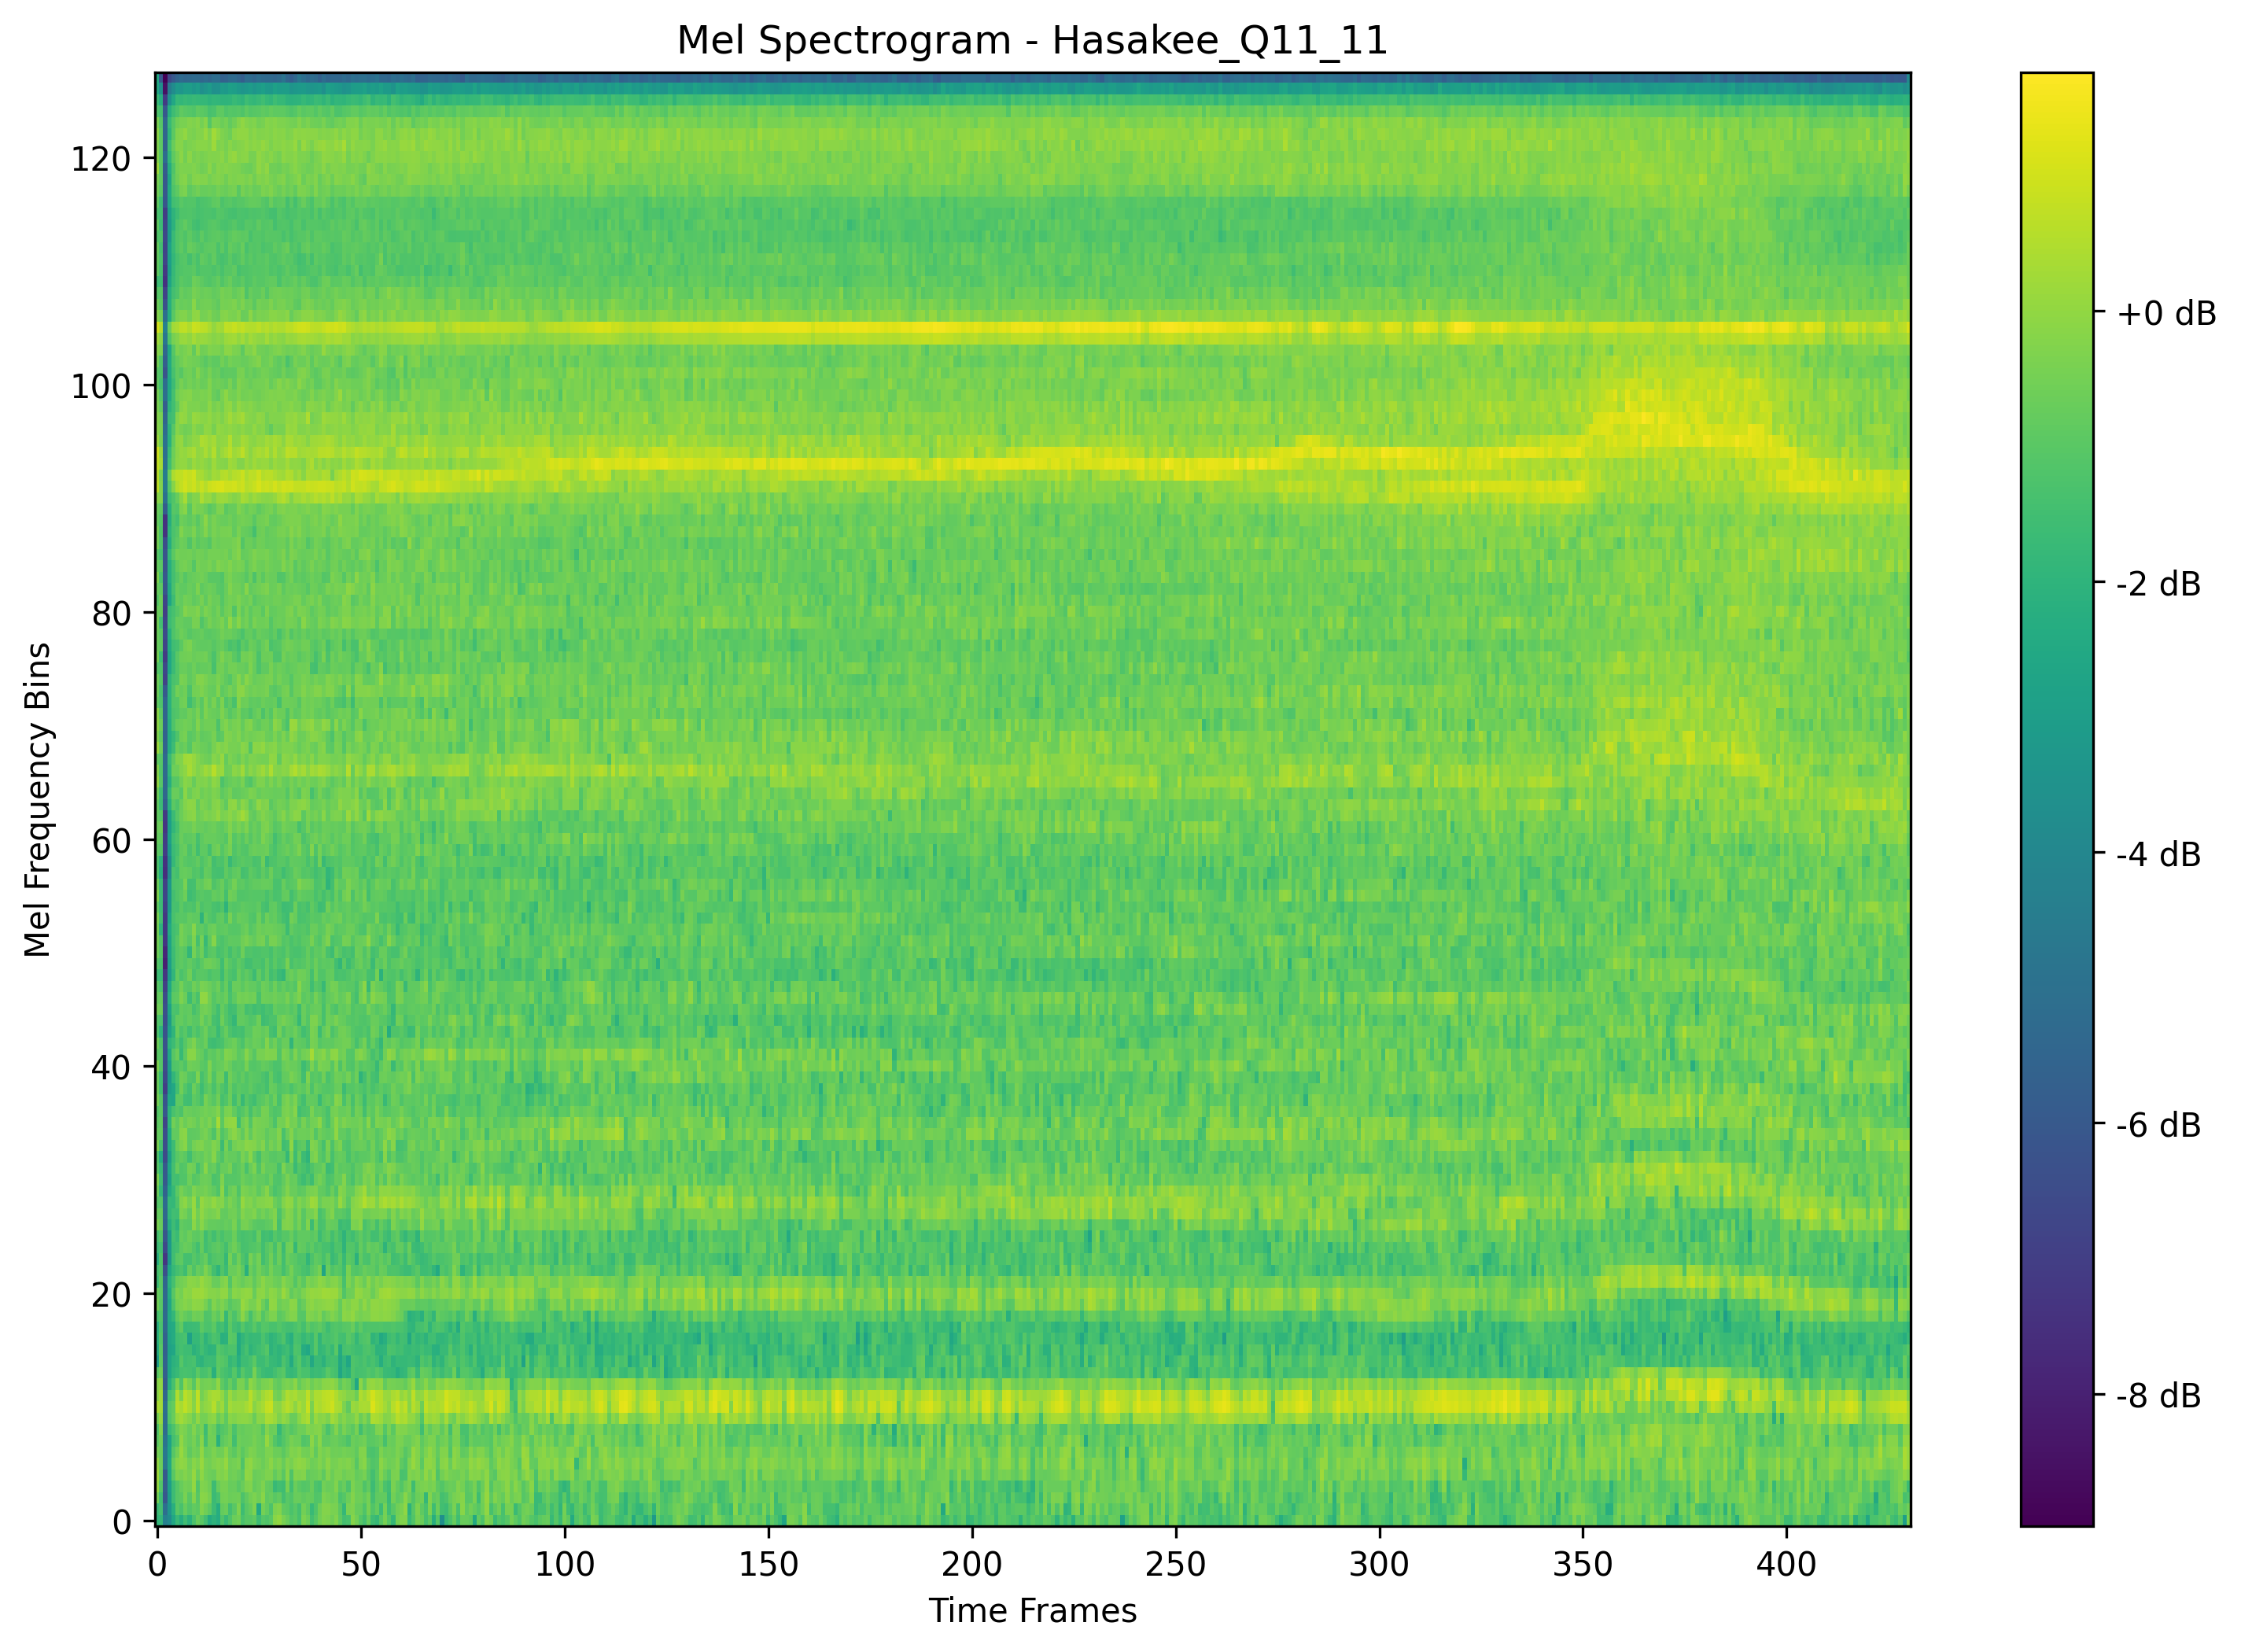 Mel Spectrogram - Hasakee_Q11_11
Mel Frequency Bins
120
100
80
60
40
20
0
0 50 100 150 200 250 300 350 400
Time Frames
+0 dB
-2 dB
-4 dB
-6 dB
-8 dB